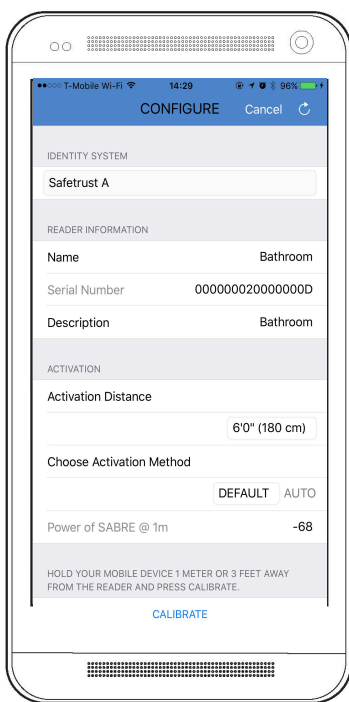 T-Mobile Wi-Fi 14:29 96%
CONFIGURE Cancel
IDENTITY SYSTEM
Safetrust A
READER INFORMATION
Name Bathroom
Serial Number 000000020000000D
Description Bathroom
ACTIVATION
Activation Distance
6'0" (180 cm)
Choose Activation Method
DEFAULT AUTO
Power of SABRE @ 1m -68
HOLD YOUR MOBILE DEVICE 1 METER OR 3 FEET AWAY
FROM THE READER AND PRESS CALIBRATE.
CALIBRATE